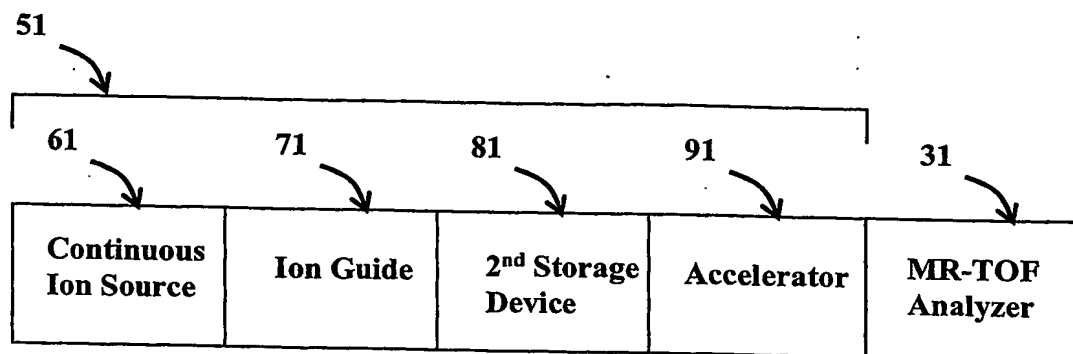 51
61
71
81
91
31
Continuous
Ion Source
Ion Guide
2nd Storage
Device
Accelerator
MR-TOF
Analyzer